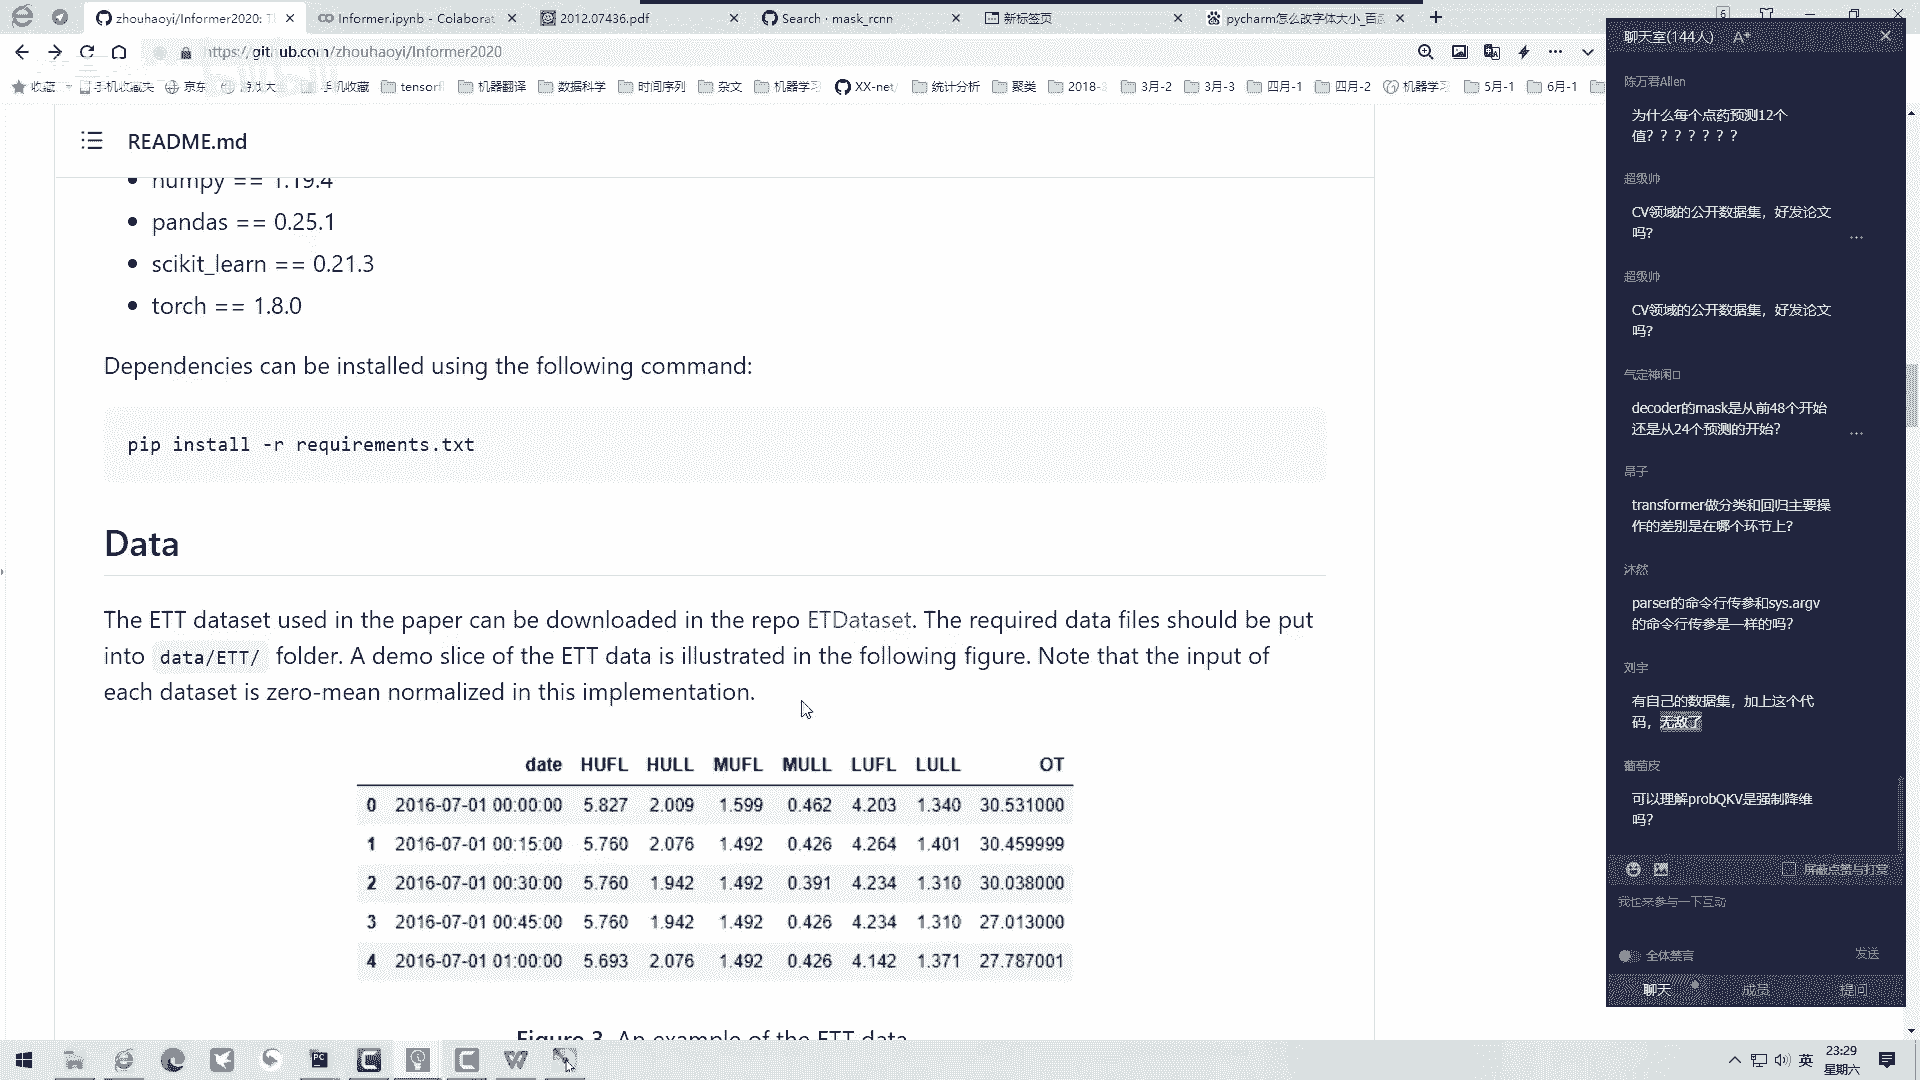 zhouhaoyi/Informer2020: T
Informer.ipynb - Colaborat
2012.07436.pdf
Search · mask_rcnn
新标签页
pycharm怎么改字体大小_百
6
https://github.com/zhouhaoyi/Informer2020
收藏
手机收藏夹
京东
游戏大
手机收藏
tensorf
机器翻译
数据科学
时间序列
杂文
机器学习
XX-net/
统计分析
聚类
2018-
3月-2
3月-3
四月-1
四月-2
机器学习
5月-1
6月-1
README.md
numpy == 1.19.4
pandas == 0.25.1
scikit_learn == 0.21.3
torch == 1.8.0
Dependencies can be installed using the following command:
pip install -r requirements.txt
Data
The ETT dataset used in the paper can be downloaded in the repo ETDataset. The required data files should be put
into data/ETT/ folder. A demo slice of the ETT data is illustrated in the following figure. Note that the input of
each dataset is zero-mean normalized in this implementation.
date HUFL HULL MUFL MULL LUFL LULL OT
0 2016-07-01 00:00:00 5.827 2.009 1.599 0.462 4.203 1.340 30.531000
1 2016-07-01 00:15:00 5.760 2.076 1.492 0.426 4.264 1.401 30.459999
2 2016-07-01 00:30:00 5.760 1.942 1.492 0.391 4.234 1.310 30.038000
3 2016-07-01 00:45:00 5.760 1.942 1.492 0.426 4.234 1.310 27.013000
4 2016-07-01 01:00:00 5.693 2.076 1.492 0.426 4.142 1.371 27.787001
Figure 3. An example of the ETT data
聊天室(144人) A+
陈万君Allen
为什么每个点药预测12个
值？？？？？？？
超级帅
CV领域的公开数据集，好发论文
吗？
...
超级帅
CV领域的公开数据集，好发论文
吗？
气定神闲
decoder的mask是从前48个开始
还是从24个预测的开始？
...
昂子
transformer做分类和回归主要操
作的差别是在哪个环节上？
沐然
parser的命令行传参和sys.argv
的命令行传参是一样的吗？
刘宇
有自己的数据集，加上这个代
码，无敌了
葡萄皮
可以理解probQKV是强制降维
吗？
屏蔽点赞与打赏
我也来参与一下互动
全体禁言
发送
聊天
成员
提问
英
23:29
星期六